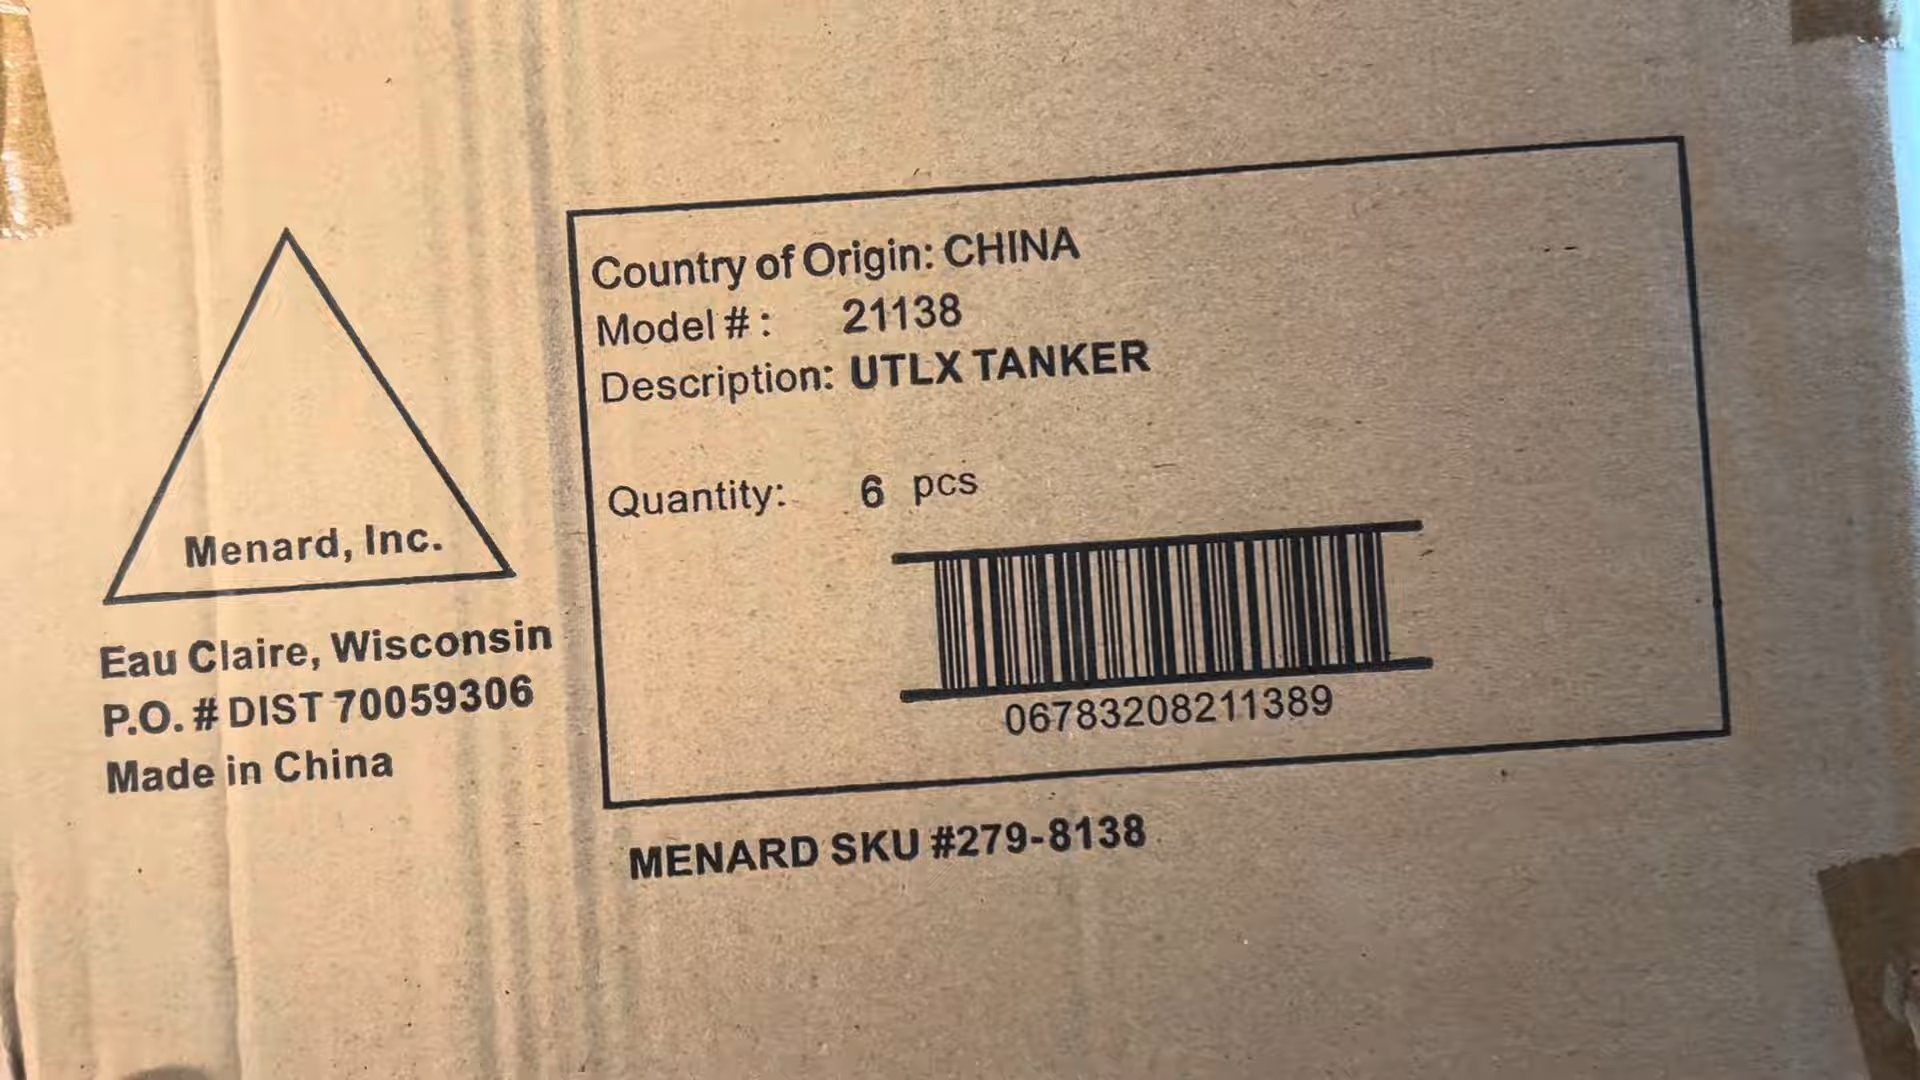 Menard, Inc.
Eau Claire, Wisconsin
P.O. # DIST 70059306
Made in China
Country of Origin: CHINA
Model # : 21138
Description: UTLX TANKER
Quantity: 6 pcs
06783208211389
MENARD SKU #279-8138